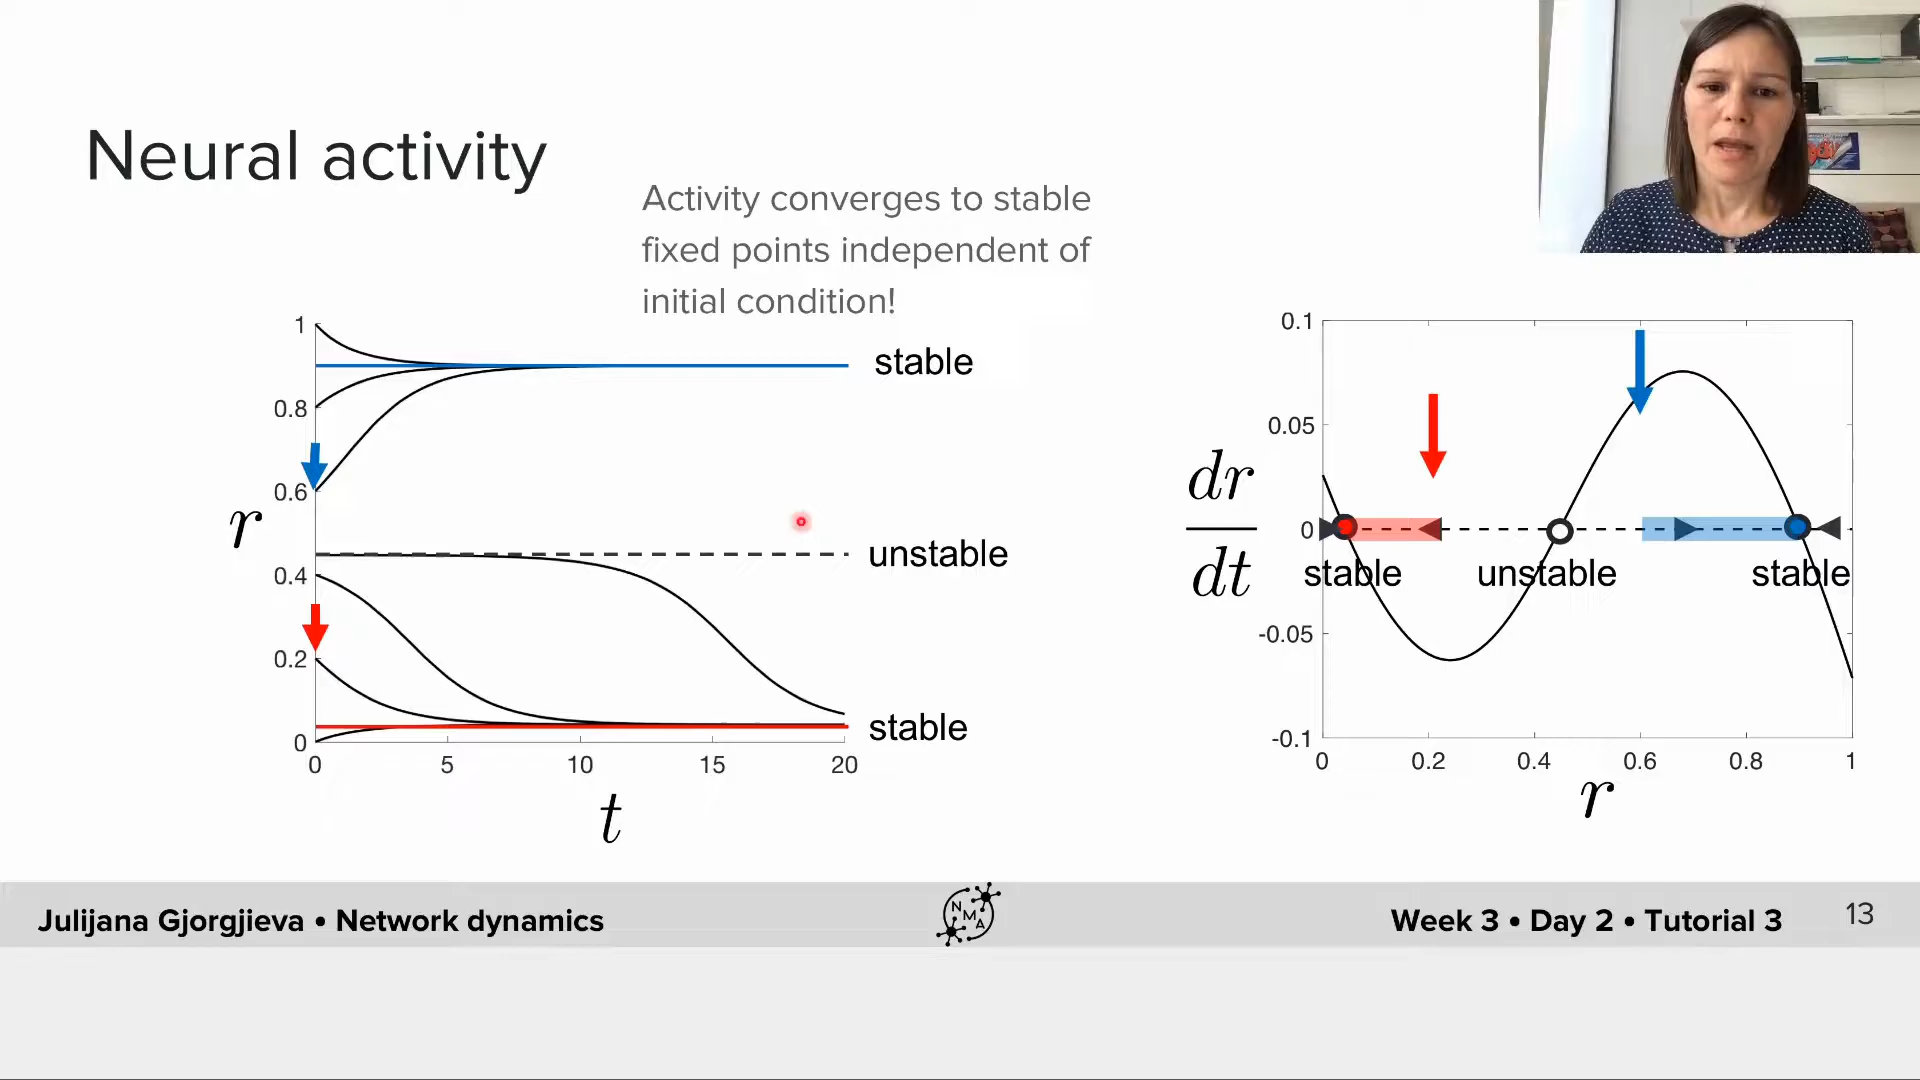 Neural activity
Activity converges to stable
fixed points independent of
initial condition!
1
0.8
0.6
0.4
0.2
0
r
0
5
10
15
20
t
stable
unstable
stable
0.1
0.05
0
-0.05
-0.1
dr
dt
stable
unstable
stable
0
0.2
0.4
0.6
0.8
1
r
Julijana Gjorgjieva • Network dynamics
N
M
A
Week 3 • Day 2 • Tutorial 3
13